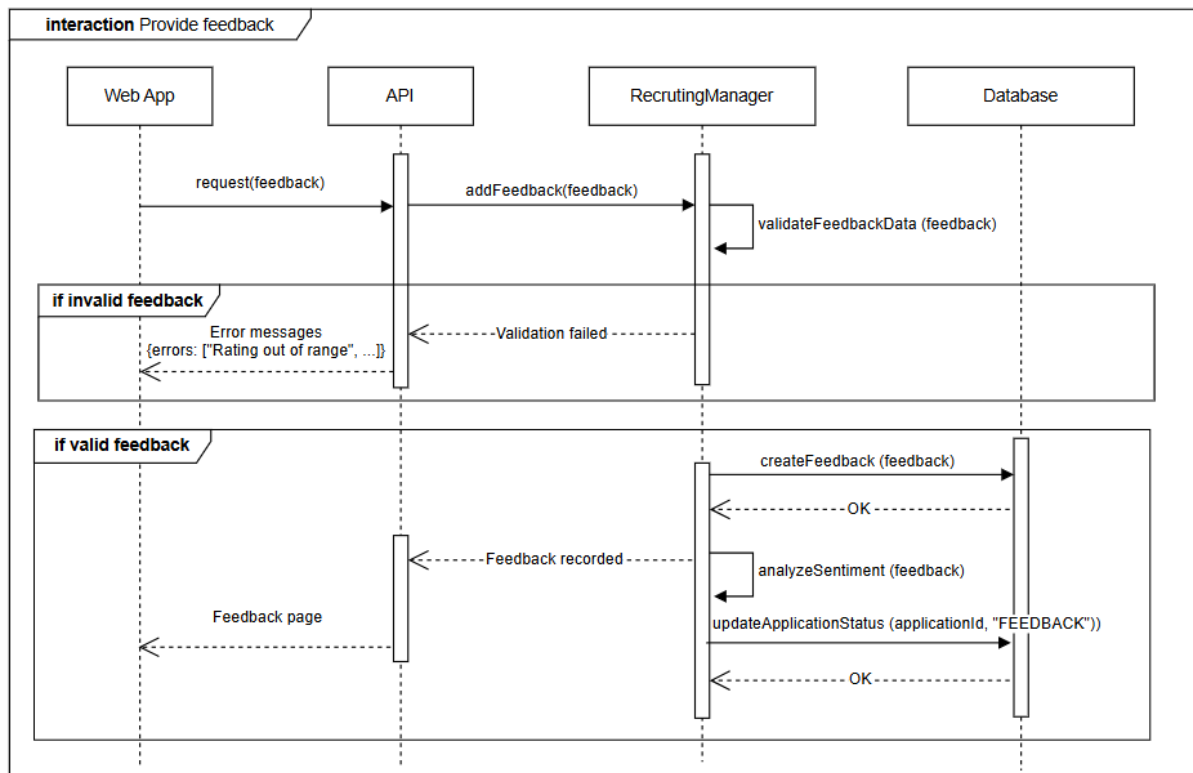 interaction Provide feedback
Web App
API
RecrutingManager
Database
request(feedback)
addFeedback(feedback)
validateFeedbackData (feedback)
if invalid feedback
Validation failed
Error messages
{errors: ["Rating out of range", ...]}
if valid feedback
createFeedback (feedback)
OK
Feedback recorded
analyzeSentiment (feedback)
Feedback page
updateApplicationStatus (applicationId, "FEEDBACK"))
OK